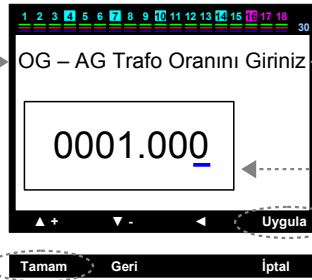 1 2 3 4 5 6 7 8 9 10 11 12 13 14 15 16 17 18
30
OG – AG Trafo Oranını Giriniz
0001.000
▲ + ▼ - ◄ Uygula
Tamam Geri İptal